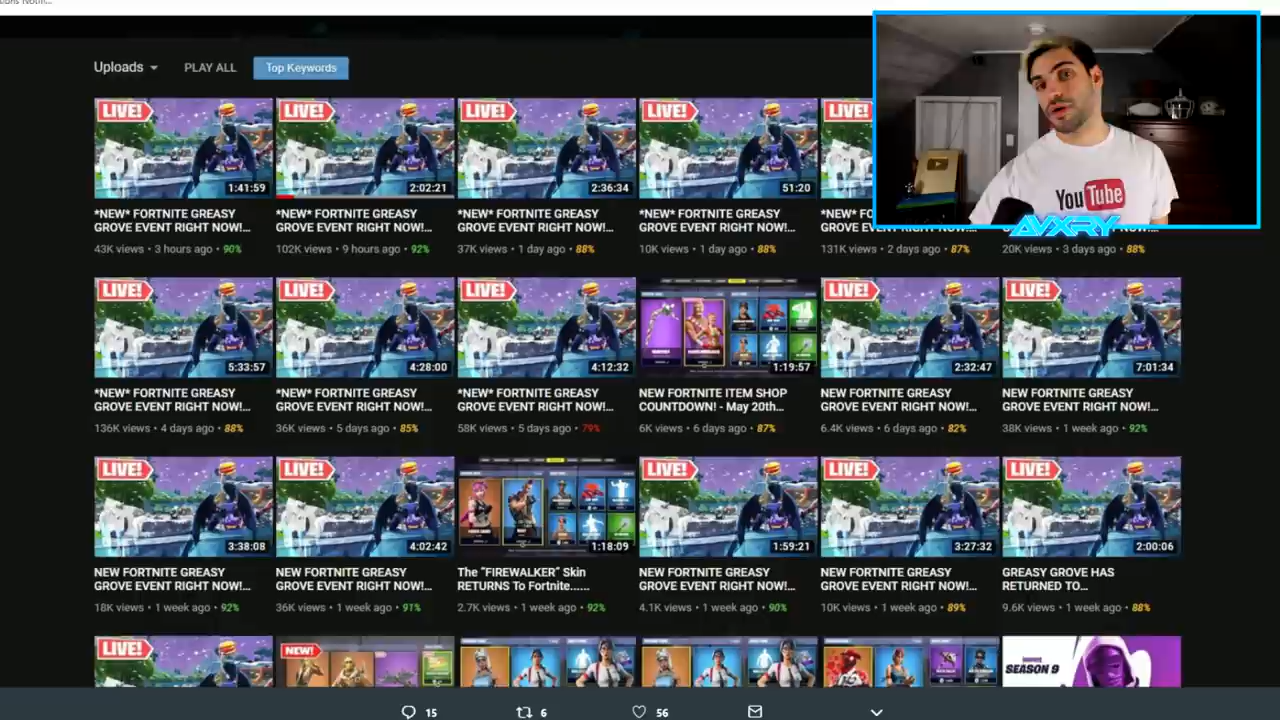 Uploads
PLAY ALL
Top Keywords
LIVE!
LIVE!
LIVE!
LIVE!
LIVE!
1:41:59
2:02:21
2:36:34
51:20
YouTube
AVXRY
*NEW* FORTNITE GREASY
GROVE EVENT RIGHT NOW!...
43K views • 3 hours ago • 90%
*NEW* FORTNITE GREASY
GROVE EVENT RIGHT NOW!...
102K views • 9 hours ago • 92%
*NEW* FORTNITE GREASY
GROVE EVENT RIGHT NOW!...
37K views • 1 day ago • 88%
*NEW* FORTNITE GREASY
GROVE EVENT RIGHT NOW!...
10K views • 1 day ago • 88%
*NEW*
131K views • 2 days ago • 87%
NOW!...
20K views • 3 days ago • 88%
LIVE!
LIVE!
LIVE!
LIVE!
LIVE!
5:33:57
4:28:00
4:12:32
1:19:57
2:32:47
7:01:34
*NEW* FORTNITE GREASY
GROVE EVENT RIGHT NOW!...
136K views • 4 days ago • 88%
*NEW* FORTNITE GREASY
GROVE EVENT RIGHT NOW!...
36K views • 5 days ago • 85%
*NEW* FORTNITE GREASY
GROVE EVENT RIGHT NOW!...
58K views • 5 days ago • 79%
NEW FORTNITE ITEM SHOP
COUNTDOWN! - May 20th...
6K views • 6 days ago • 87%
NEW FORTNITE GREASY
GROVE EVENT RIGHT NOW!...
6.4K views • 6 days ago • 82%
NEW FORTNITE GREASY
GROVE EVENT RIGHT NOW!...
38K views • 1 week ago • 92%
LIVE!
LIVE!
LIVE!
LIVE!
LIVE!
3:38:08
4:02:42
1:18:09
1:59:21
3:27:32
2:00:06
NEW FORTNITE GREASY
GROVE EVENT RIGHT NOW!...
18K views • 1 week ago • 92%
NEW FORTNITE GREASY
GROVE EVENT RIGHT NOW!...
36K views • 1 week ago • 91%
The "FIREWALKER" Skin
RETURNS To Fortnite......
2.7K views • 1 week ago • 92%
NEW FORTNITE GREASY
GROVE EVENT RIGHT NOW!...
4.1K views • 1 week ago • 90%
NEW FORTNITE GREASY
GROVE EVENT RIGHT NOW!...
10K views • 1 week ago • 89%
GREASY GROVE HAS
RETURNED TO...
9.6K views • 1 week ago • 88%
LIVE!
NEW!
SEASON 9
15
6
56